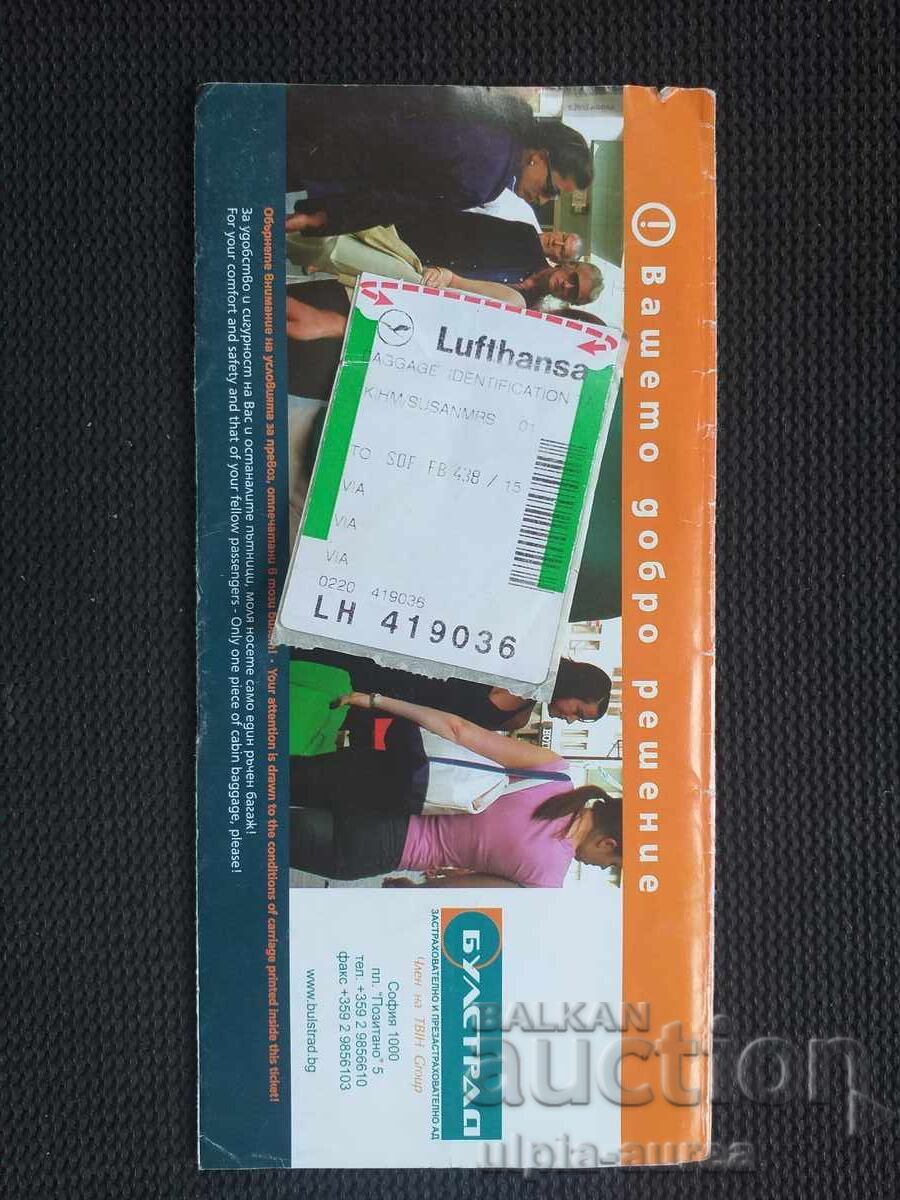 ! Вашето добро решение
Lufthansa
BAGGAGE IDENTIFICATION
K/HM/SUSANMRS 01
TO SOF FB 438 / 15
VIA
VIA
VIA
0220 419036
LH 419036
БУЛСТРАД
ЗАСТРАХОВАТЕЛНО И ПРЕЗАСТРАХОВАТЕЛНО АД
Член на TBIH Group
София 1000
пл. "Позитано" 5
тел. +359 2 9856610
факс +359 2 9856103
www.bulstrad.bg
Обърнете внимание на условията за превоз, отпечатани в този билет! · Your attention is drawn to the conditions of carriage printed inside this ticket!
За удобство и сигурност на Вас и останалите пътници, моля носете само един ръчен багаж!
For your comfort and safety and that of your fellow passengers - Only one piece of cabin baggage, please!
BALKAN
auction
ulpia-aurea